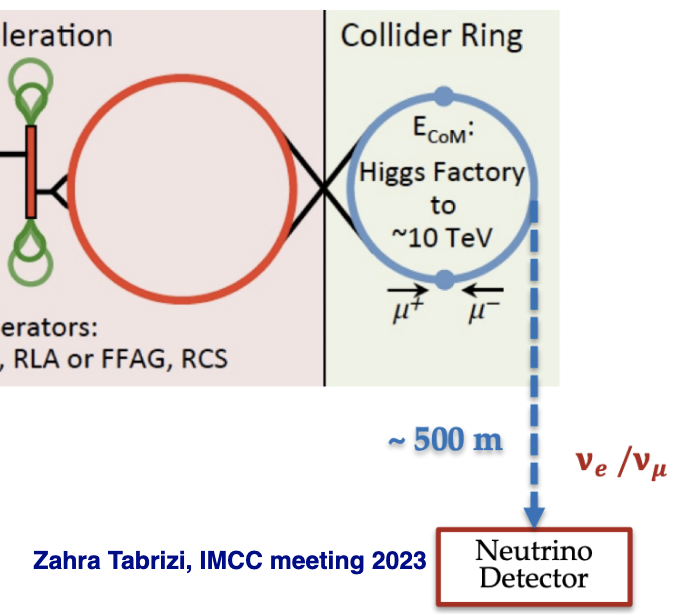 leration
Collider Ring
E_CoM:
Higgs Factory
to
~10 TeV
μ⁺ μ⁻
erators:
, RLA or FFAG, RCS
~ 500 m
ν_e /ν_μ
Zahra Tabrizi, IMCC meeting 2023
Neutrino
Detector